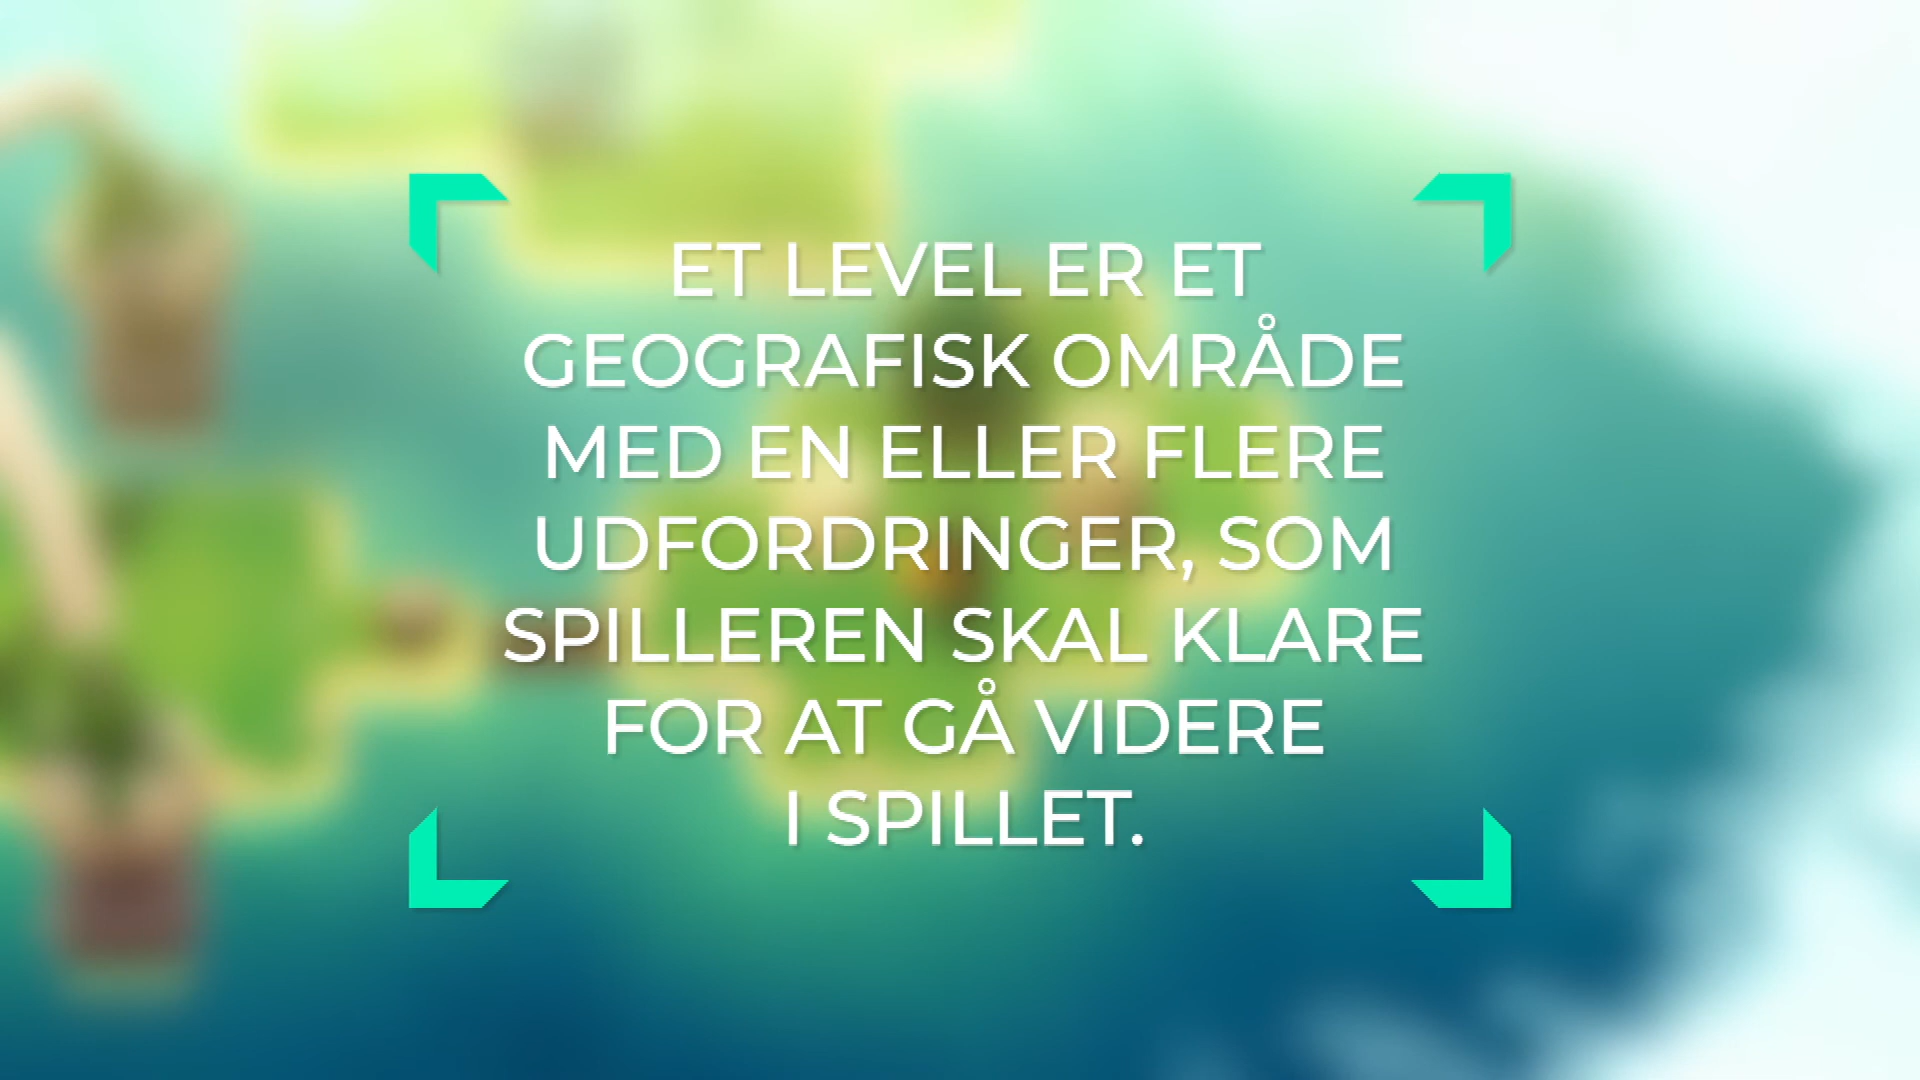 ET LEVEL ER ET
GEOGRAFISK OMRÅDE
MED EN ELLER FLERE
UDFORDRINGER, SOM
SPILLEREN SKAL KLARE
FOR AT GÅ VIDERE
I SPILLET.